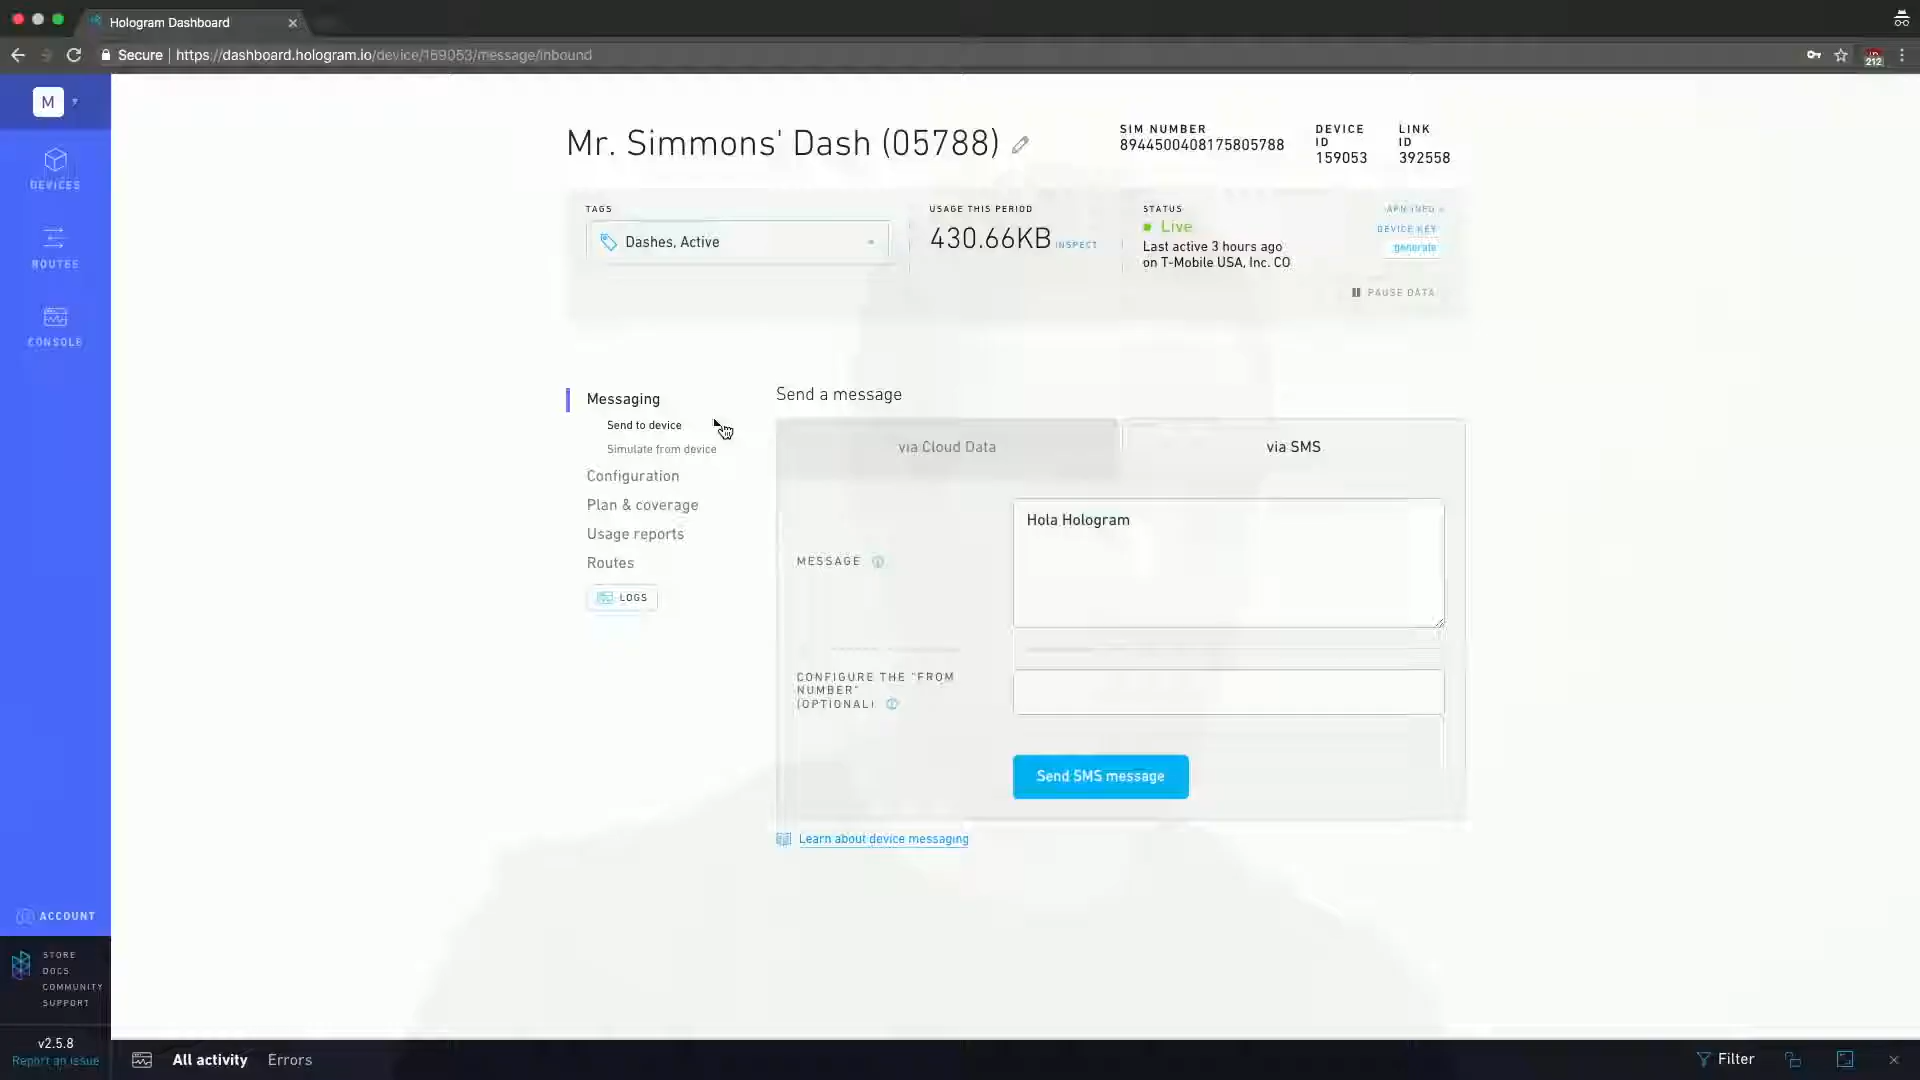 Hologram Dashboard
Secure
https://dashboard.hologram.io/device/159053/message/inbound
212
M
DEVICES
ROUTES
CONSOLE
ACCOUNT
STORE
DOCS
COMMUNITY
SUPPORT
v2.5.8
Report an issue
Mr. Simmons' Dash (05788)
SIM NUMBER
8944500408175805788
DEVICE
ID
159053
LINK
ID
392558
TAGS
Dashes, Active
USAGE THIS PERIOD
430.66KB INSPECT
STATUS
Live
Last active 3 hours ago
on T-Mobile USA, Inc. CO
APN INFO
DEVICE KEY
generate
PAUSE DATA
Messaging
Send to device
Simulate from device
Configuration
Plan & coverage
Usage reports
Routes
LOGS
Send a message
via Cloud Data
via SMS
MESSAGE
Hola Hologram
CONFIGURE THE "FROM
NUMBER"
(OPTIONAL)
Send SMS message
Learn about device messaging
All activity
Errors
Filter